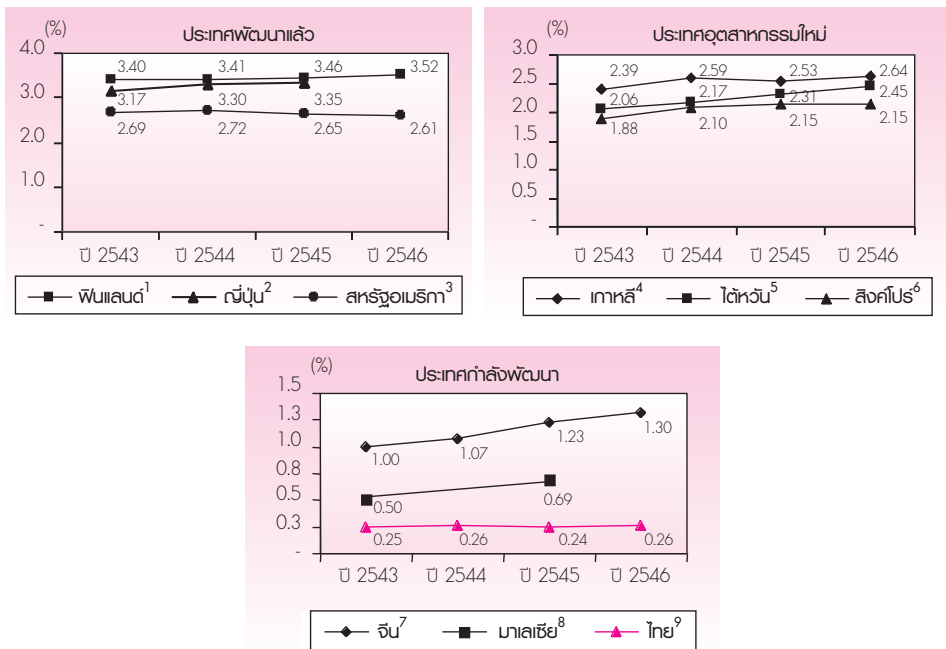 ประเทศพัฒนาแล้ว
(%)
4.0
3.0
2.0
1.0
-
3.40 3.41 3.46 3.52
3.17 3.30 3.35
2.69 2.72 2.65 2.61
ปี 2543 ปี 2544 ปี 2545 ปี 2546
ฟินแลนด์1 ญี่ปุ่น2 สหรัฐอเมริกา3
ประเทศอุตสาหกรรมใหม่
(%)
3.0
2.5
2.0
1.5
1.0
0.5
-
2.39 2.59 2.53 2.64
2.06 2.17 2.31 2.45
1.88 2.10 2.15 2.15
ปี 2543 ปี 2544 ปี 2545 ปี 2546
เกาหลี4 ไต้หวัน5 สิงค์โปร์6
ประเทศกำลังพัฒนา
(%)
1.5
1.3
1.0
0.8
0.5
0.3
-
1.00 1.07 1.23 1.30
0.50 0.69
0.25 0.26 0.24 0.26
ปี 2543 ปี 2544 ปี 2545 ปี 2546
จีน7 มาเลเซีย8 ไทย9